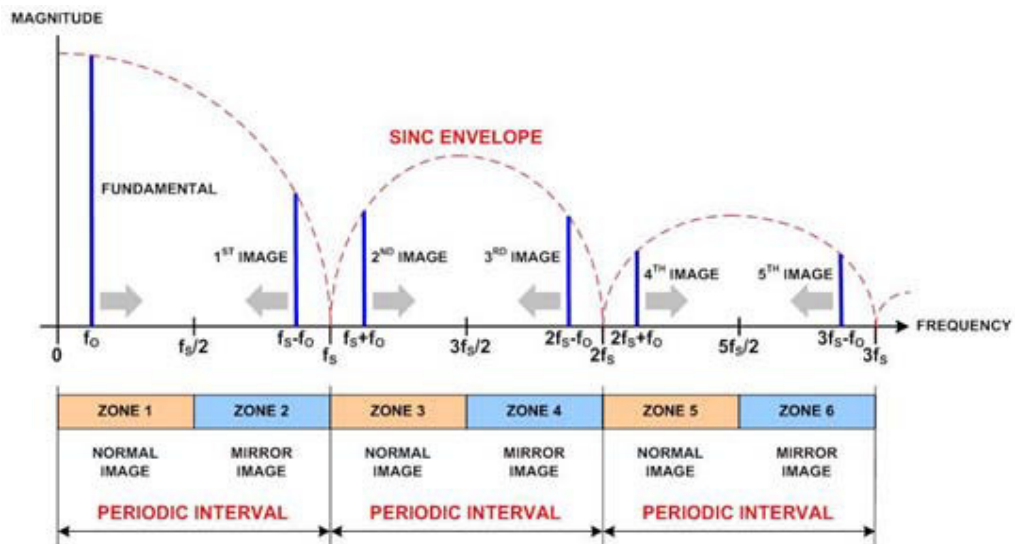 MAGNITUDE
SINC ENVELOPE
FUNDAMENTAL
1ST IMAGE
2ND IMAGE
3RD IMAGE
4TH IMAGE
5TH IMAGE
FREQUENCY
0
fO
fS/2
fS-fO
fS
fS+fO
3fS/2
2fS-fO
2fS
2fS+fO
5fS/2
3fS-fO
3fS
ZONE 1
ZONE 2
ZONE 3
ZONE 4
ZONE 5
ZONE 6
NORMAL
IMAGE
MIRROR
IMAGE
NORMAL
IMAGE
MIRROR
IMAGE
NORMAL
IMAGE
MIRROR
IMAGE
PERIODIC INTERVAL
PERIODIC INTERVAL
PERIODIC INTERVAL